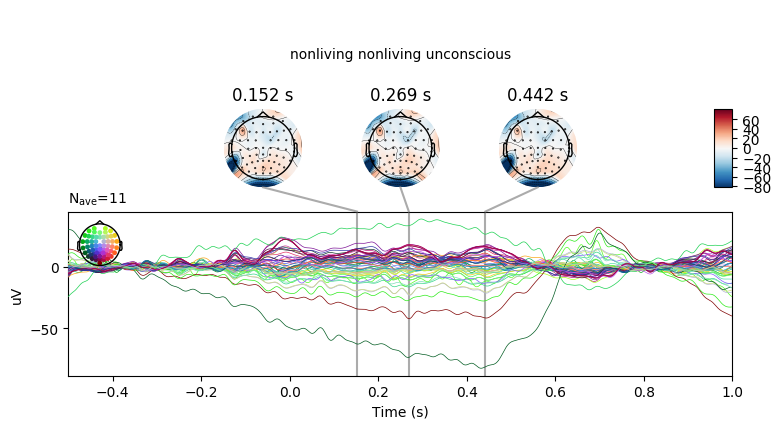 nonliving nonliving unconscious
0.152 s 0.269 s 0.442 s
60
40
20
0
−20
−40
−60
−80
Nave=11
0
−50
uV
−0.4 −0.2 0.0 0.2 0.4 0.6 0.8 1.0
Time (s)